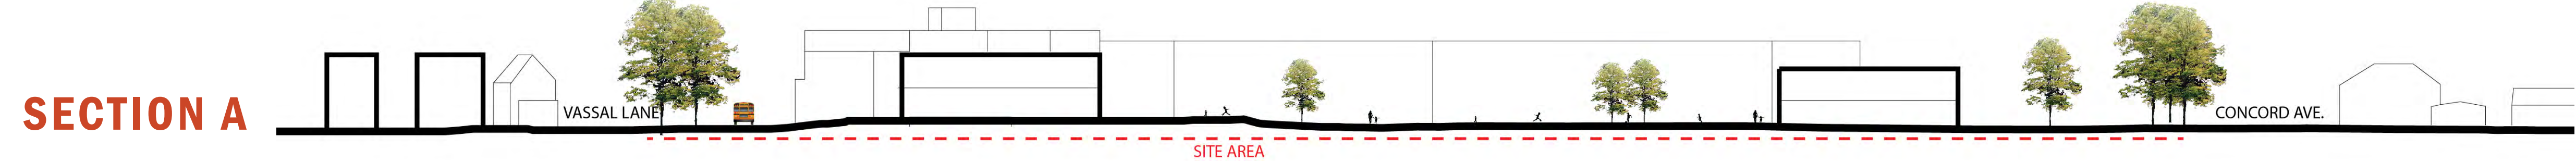 SECTION A
VASSAL LANE
CONCORD AVE.
SITE AREA